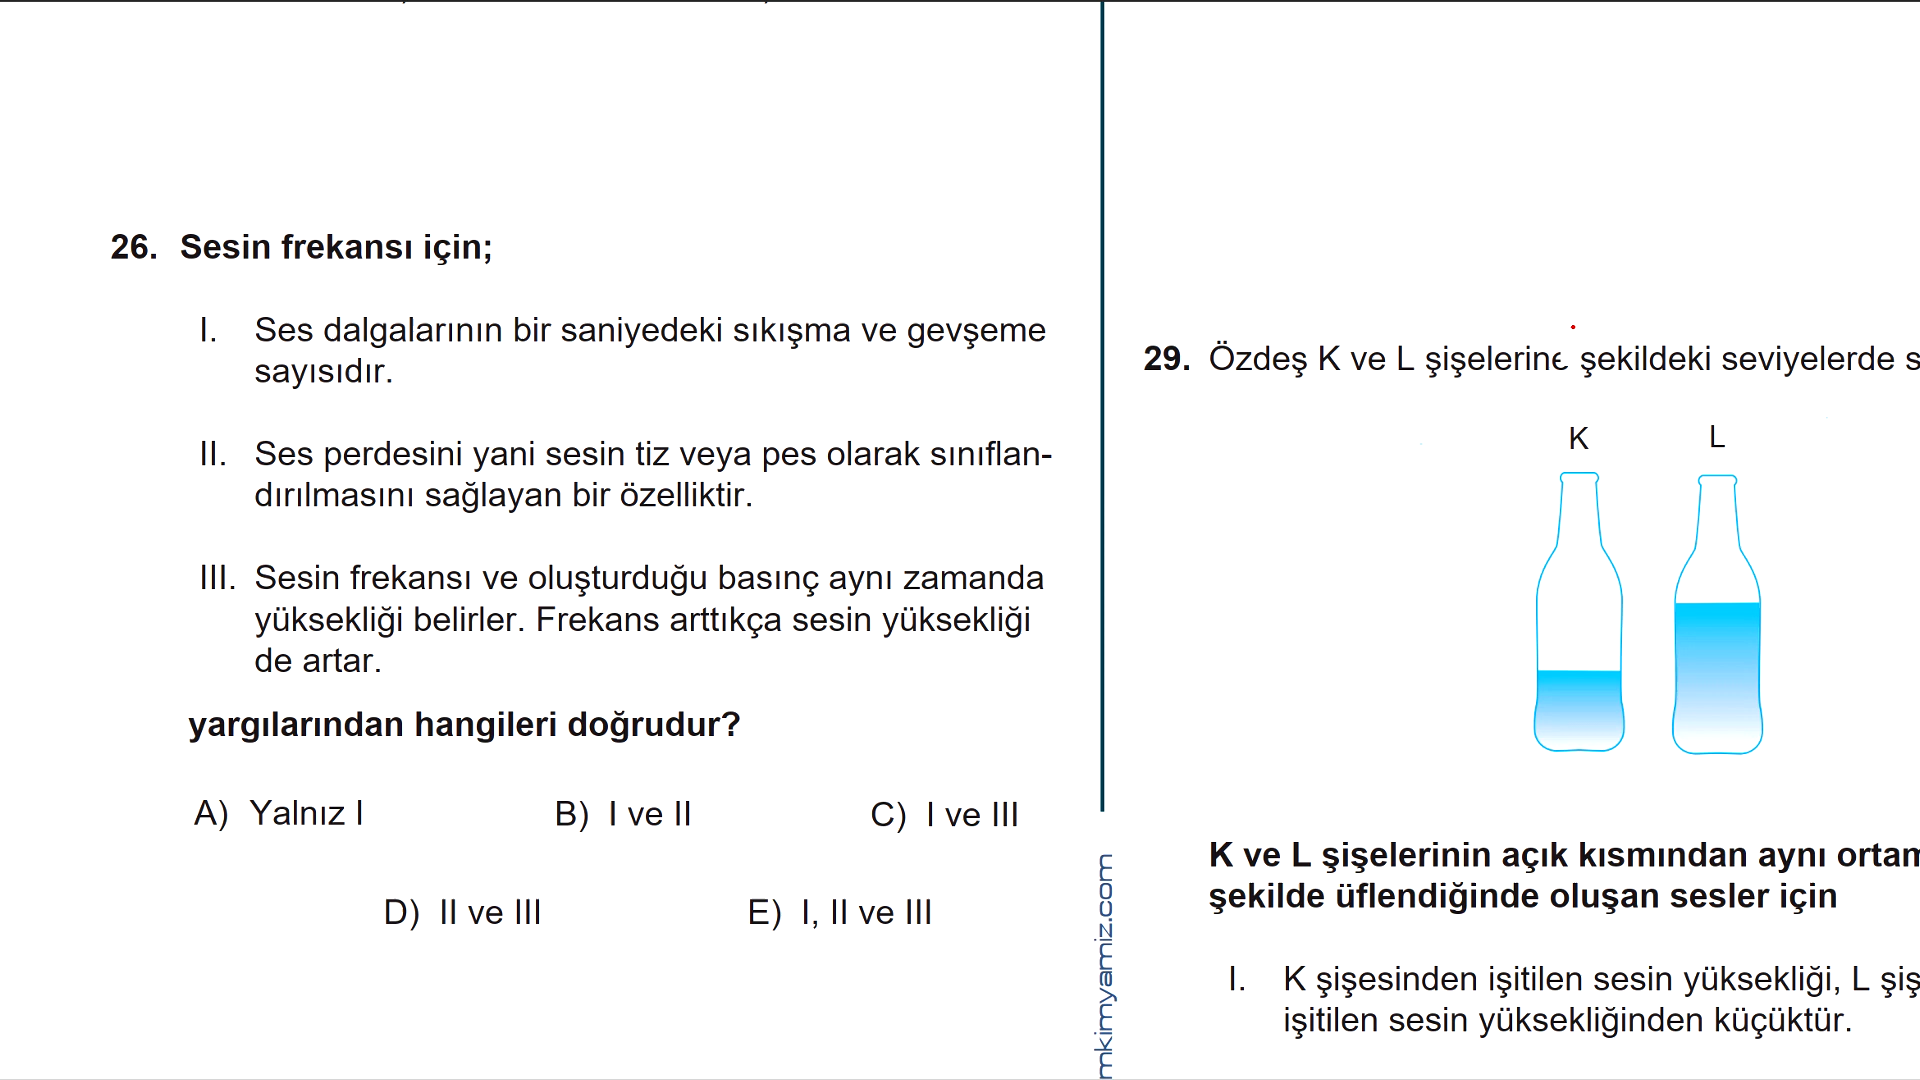 26. Sesin frekansı için;
I. Ses dalgalarının bir saniyedeki sıkışma ve gevşeme
sayısıdır.
II. Ses perdesini yani sesin tiz veya pes olarak sınıflan-
dırılmasını sağlayan bir özelliktir.
III. Sesin frekansı ve oluşturduğu basınç aynı zamanda
yüksekliği belirler. Frekans arttıkça sesin yüksekliği
de artar.
yargılarından hangileri doğrudur?
A) Yalnız I B) I ve II C) I ve III
D) II ve III E) I, II ve III
mkimyamiz.com
29. Özdeş K ve L şişelerine şekildeki seviyelerde s
K L
K ve L şişelerinin açık kısmından aynı ortam
şekilde üflendiğinde oluşan sesler için
I. K şişesinden işitilen sesin yüksekliği, L şiş
işitilen sesin yüksekliğinden küçüktür.